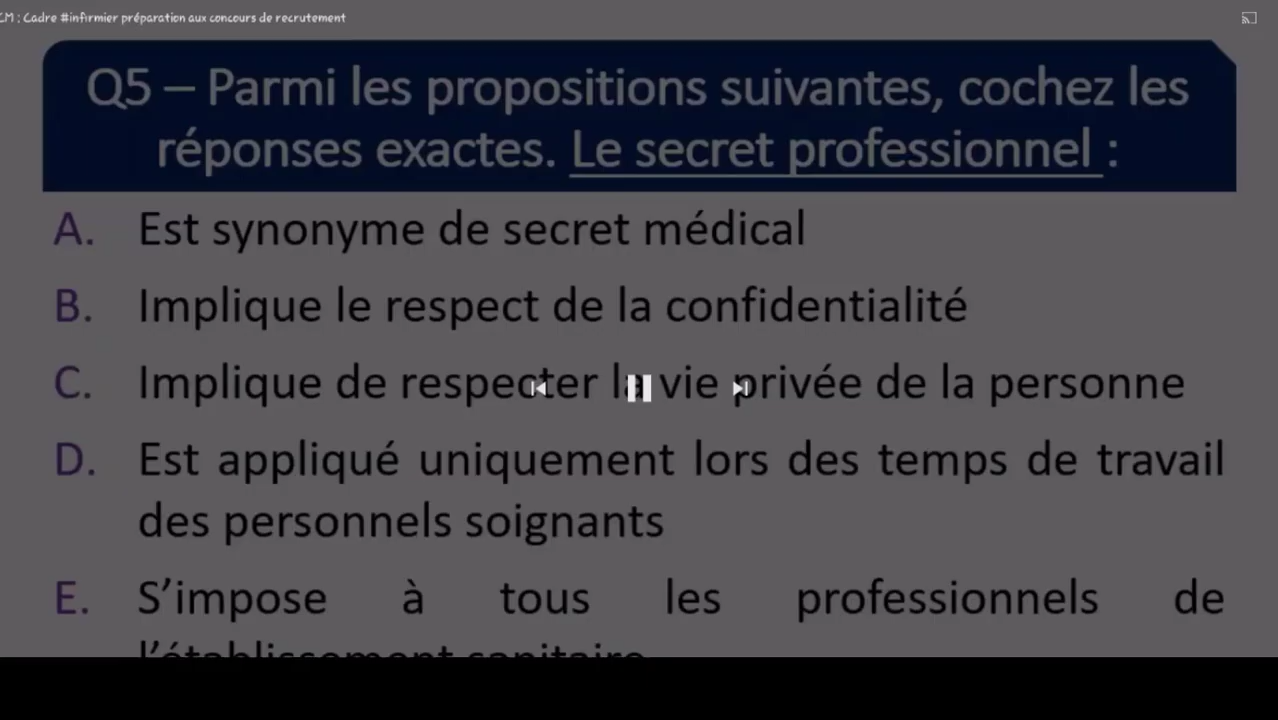 CM : Cadre #infirmier préparation aux concours de recrutement
Q5 – Parmi les propositions suivantes, cochez les
réponses exactes. Le secret professionnel :
A. Est synonyme de secret médical
B. Implique le respect de la confidentialité
C. Implique de respecter la vie privée de la personne
D. Est appliqué uniquement lors des temps de travail
des personnels soignants
E. S’impose à tous les professionnels de
l’établissement sanitaire